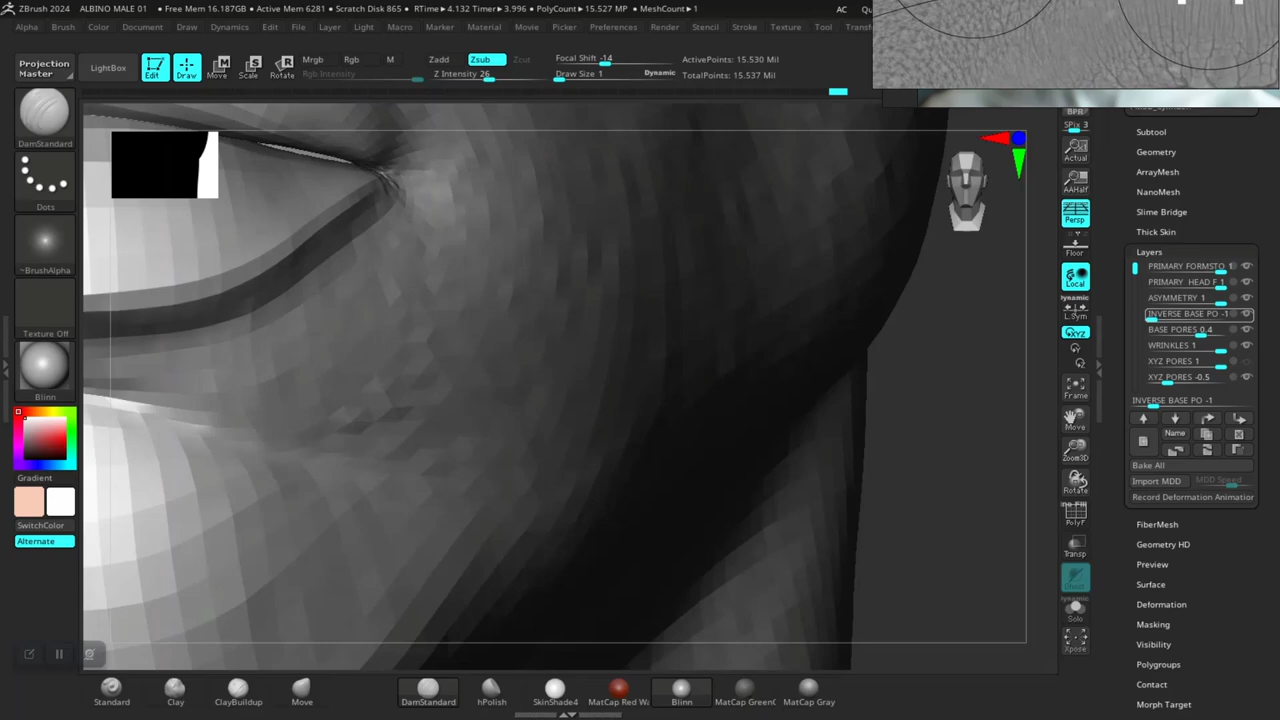 ZBrush 2024 ALBINO MALE 01 • Free Mem 16.187GB • Active Mem 6281 • Scratch Disk 865 • RTime▸4.132 Timer▸3.996 • PolyCount▸15.527 MP • MeshCount▸1 AC
Alpha Brush Color Document Draw Dynamics Edit File Layer Light Macro Marker Material Movie Picker Preferences Render Stencil Stroke Texture Tool
Projection Master
LightBox
Edit
Draw
Move
Scale
Rotate
Mrgb Rgb M
Rgb Intensity
Zadd Zsub Zcut
Z Intensity 26
Focal Shift -14
Draw Size 1 Dynamic
ActivePoints: 15.530 Mil
TotalPoints: 15.537 Mil
DamStandard
Dots
~BrushAlpha
Texture Off
Blinn
Gradient
SwitchColor
Alternate
BPR
SPix 3
Actual
AAHalf
Persp
Floor
Local
Dynamic
L.Sym
XYZ
Frame
Move
Zoom3D
Rotate
PolyF
Transp
Ghost
Dynamic
Solo
Xpose
Subtool
Geometry
ArrayMesh
NanoMesh
Slime Bridge
Thick Skin
Layers
PRIMARY FORMSTO 1
PRIMARY HEAD F 1
ASYMMETRY 1
INVERSE BASE PO -1
BASE PORES 0.4
WRINKLES 1
XYZ PORES 1
XYZ PORES -0.5
INVERSE BASE PO -1
Name
Bake All
Import MDD MDD Speed
Record Deformation Animation
FiberMesh
Geometry HD
Preview
Surface
Deformation
Masking
Visibility
Polygroups
Contact
Morph Target
Standard Clay ClayBuildup Move DamStandard hPolish SkinShade4 MatCap Red Wa Blinn MatCap GreenC MatCap Gray